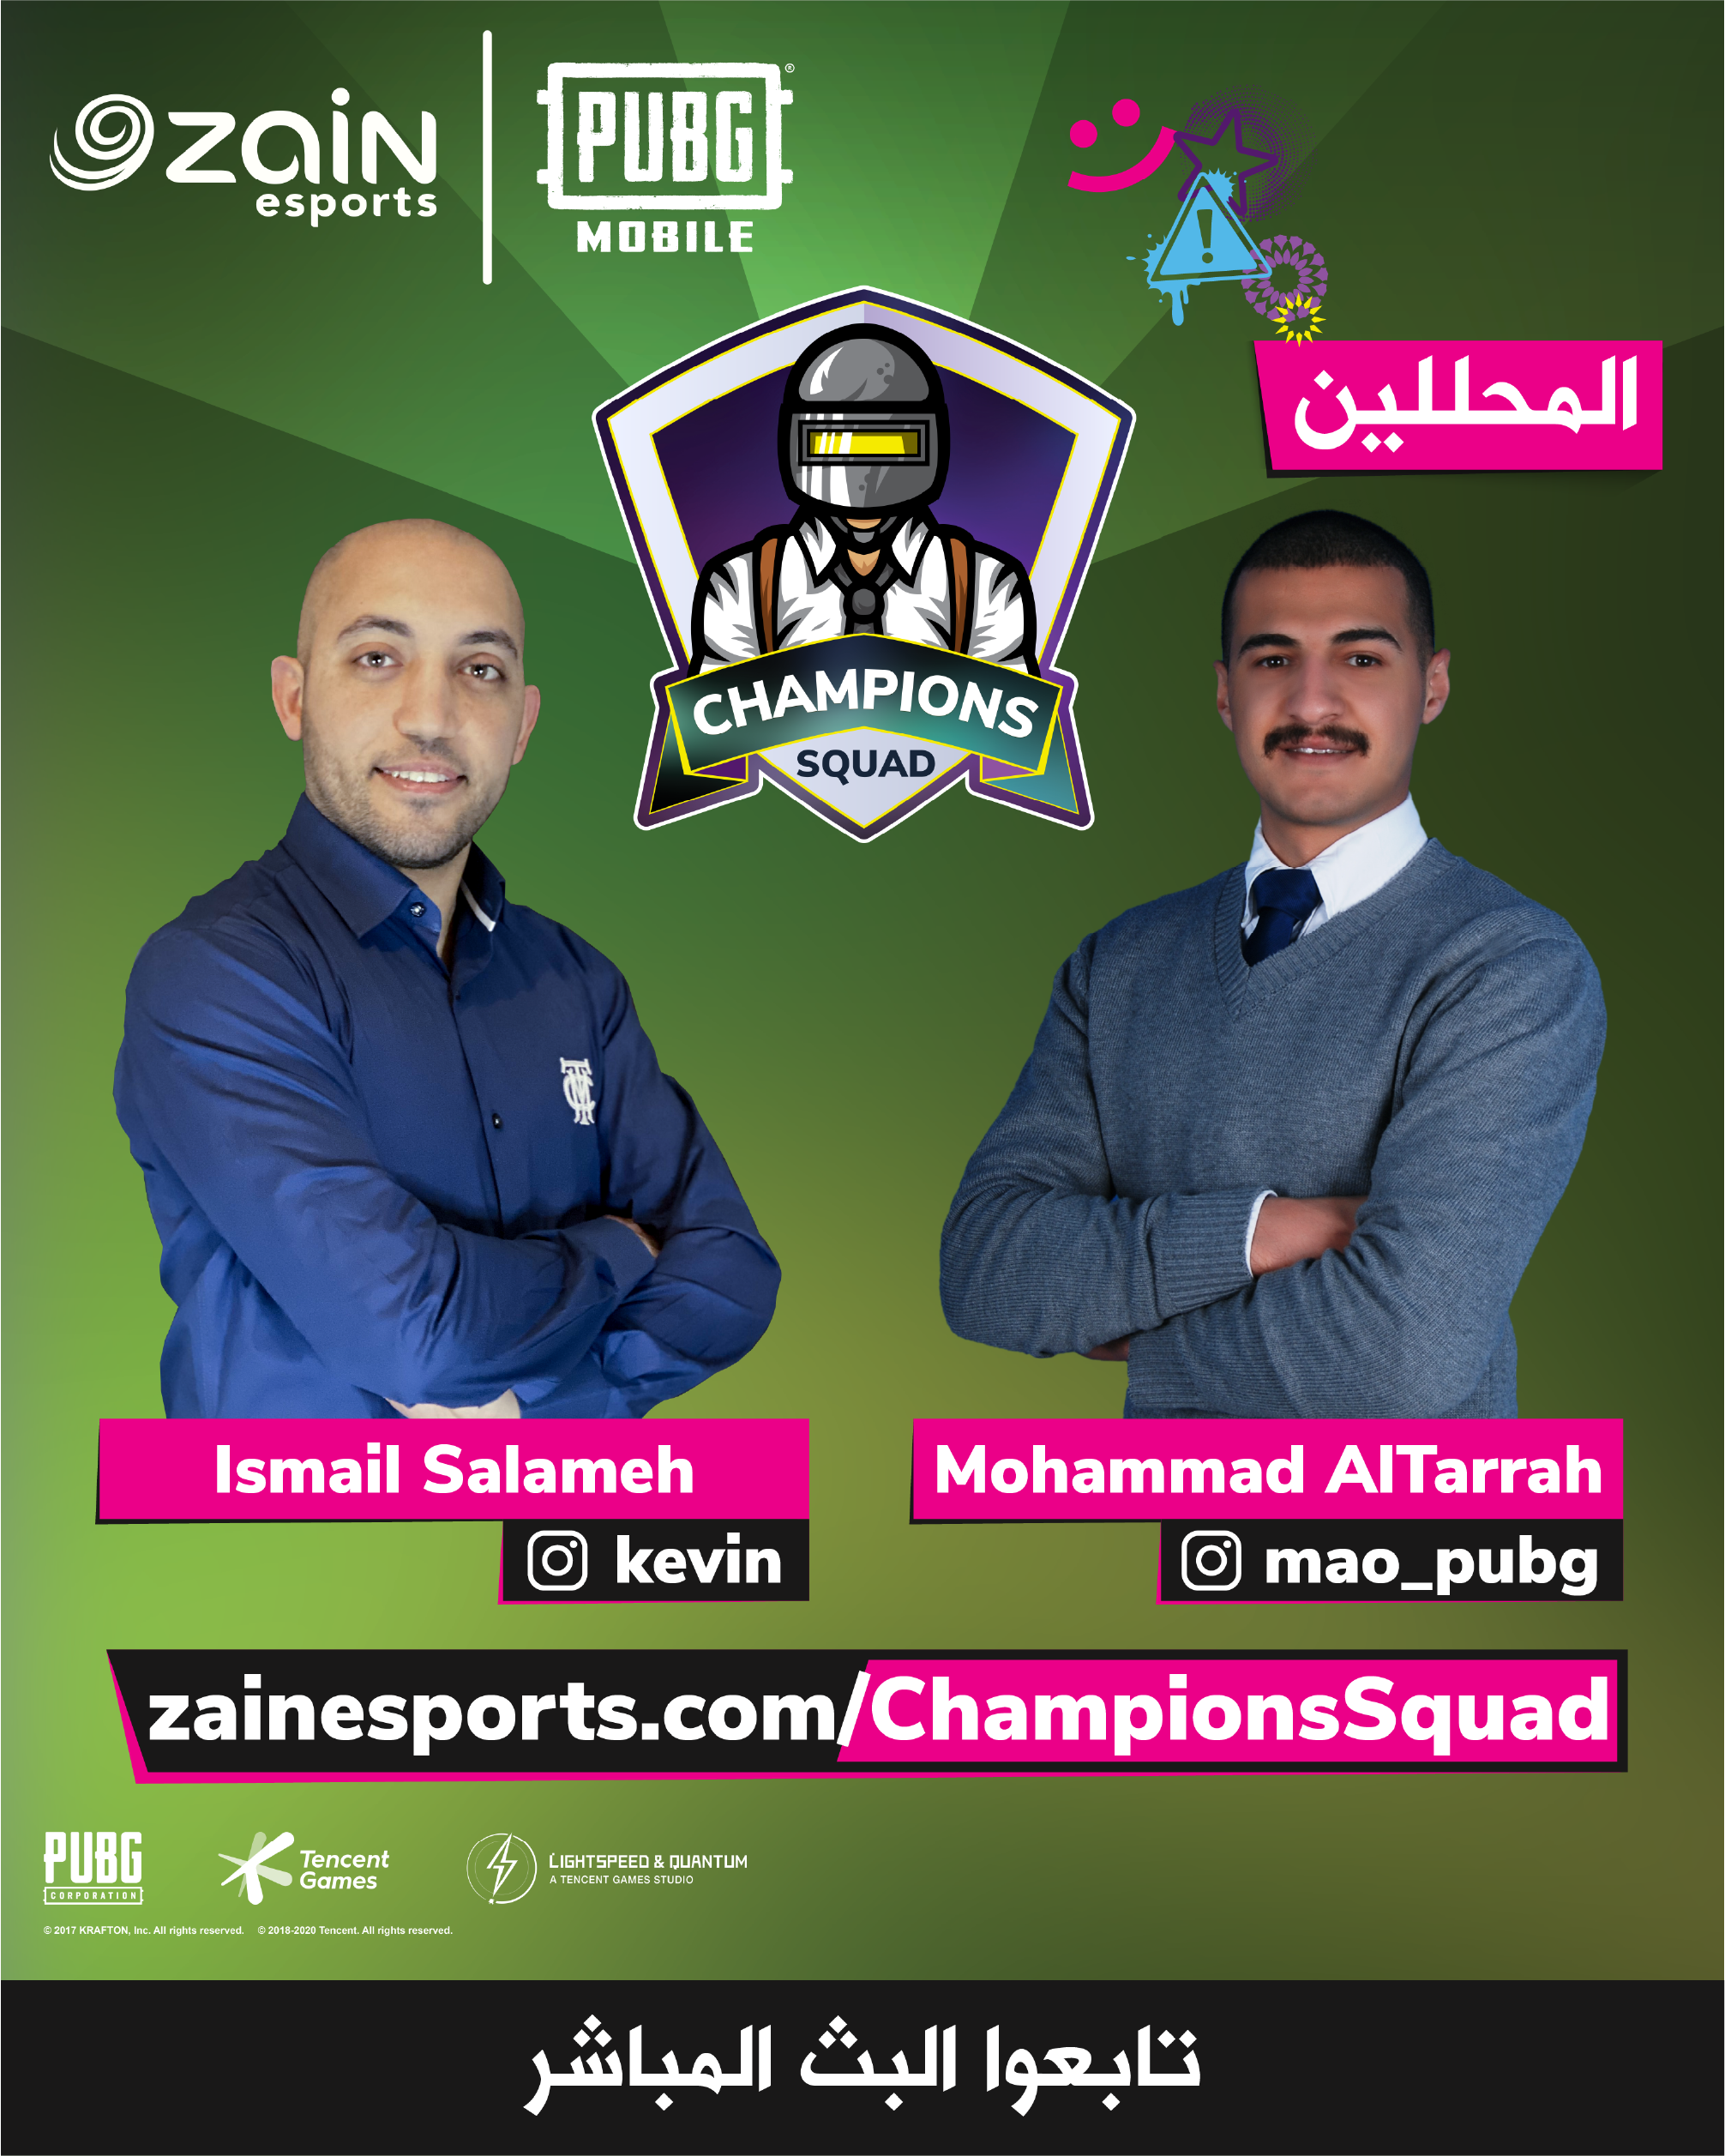 zain
esports
PUBG
MOBILE
®
المحللين
CHAMPIONS
SQUAD
Ismail Salameh
kevin
Mohammad AlTarrah
mao_pubg
zainesports.com/ChampionsSquad
PUBG
CORPORATION
Tencent
Games
LIGHTSPEED & QUANTUM
A TENCENT GAMES STUDIO
© 2017 KRAFTON, Inc. All rights reserved. © 2018-2020 Tencent. All rights reserved.
تابعوا البث المباشر